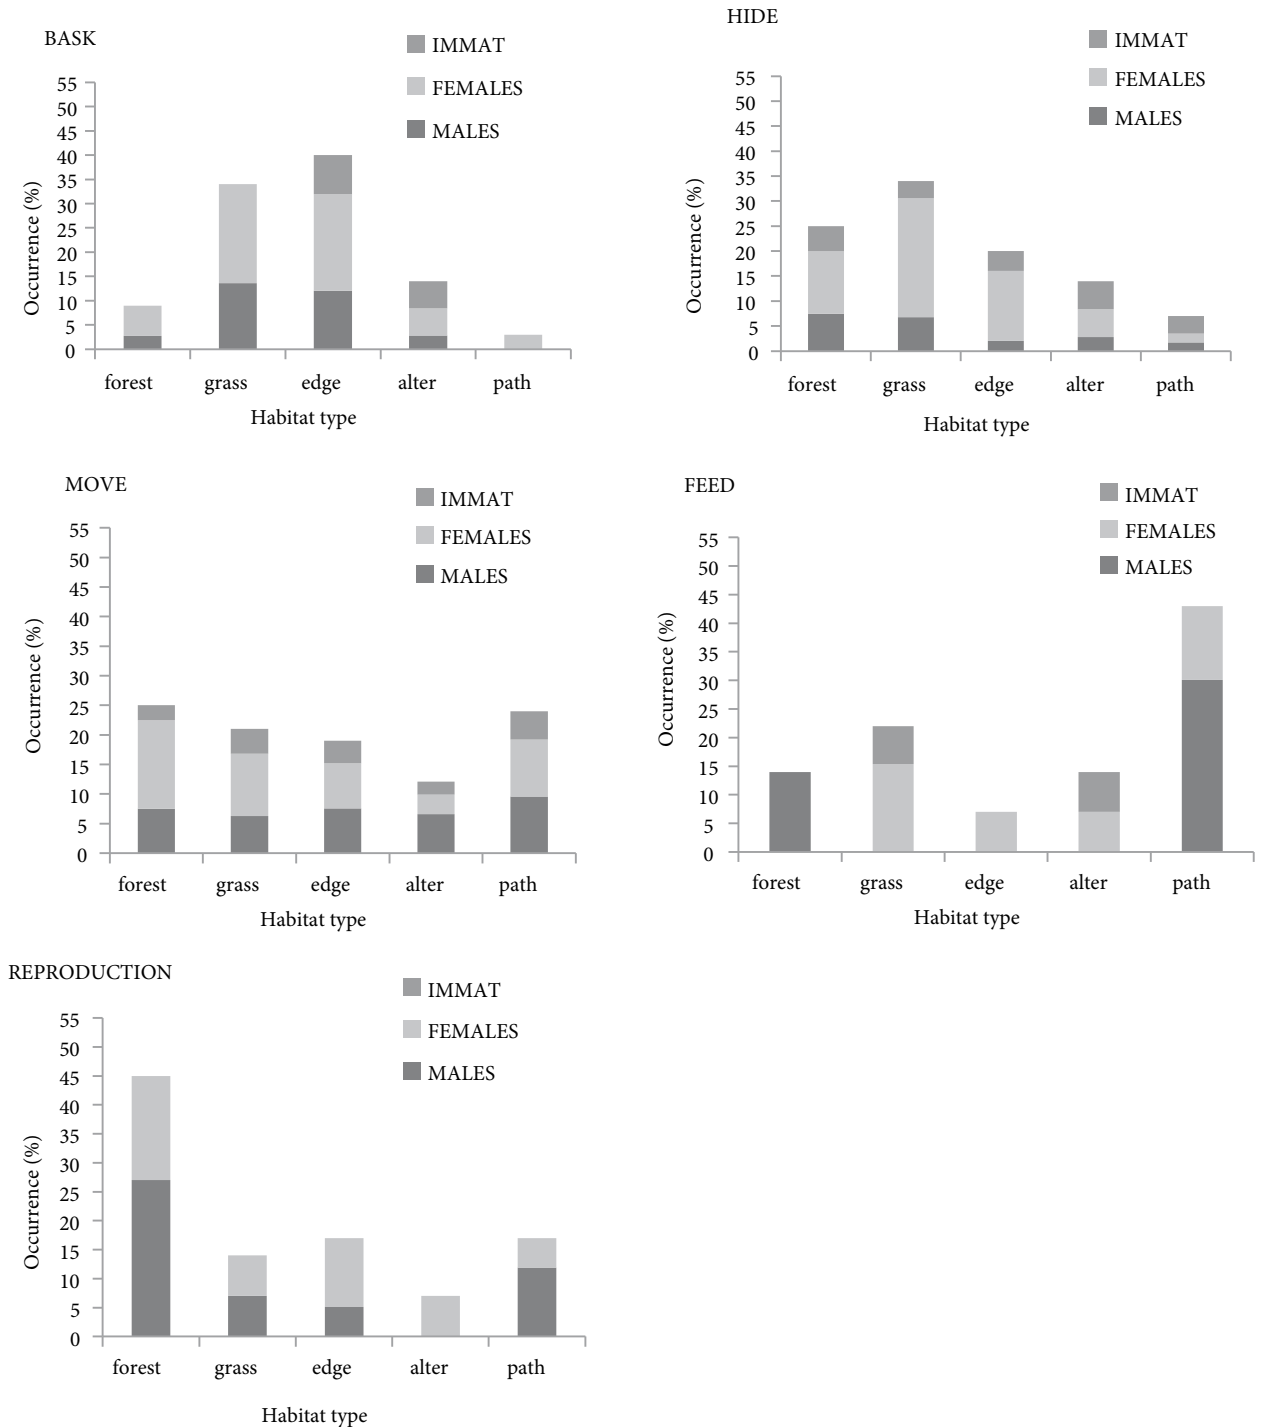 BASK
IMMAT
FEMALES
MALES
55
50
45
40
35
30
25
20
15
10
5
0
Occurrence (%)
forest grass edge alter path
Habitat type
HIDE
IMMAT
FEMALES
MALES
55
50
45
40
35
30
25
20
15
10
5
0
Occurrence (%)
forest grass edge alter path
Habitat type
MOVE
IMMAT
FEMALES
MALES
55
50
45
40
35
30
25
20
15
10
5
0
Occurrence (%)
forest grass edge alter path
Habitat type
FEED
IMMAT
FEMALES
MALES
55
50
45
40
35
30
25
20
15
10
5
0
Occurrence (%)
forest grass edge alter path
Habitat type
REPRODUCTION
IMMAT
FEMALES
MALES
55
50
45
40
35
30
25
20
15
10
5
0
Occurrence (%)
forest grass edge alter path
Habitat type